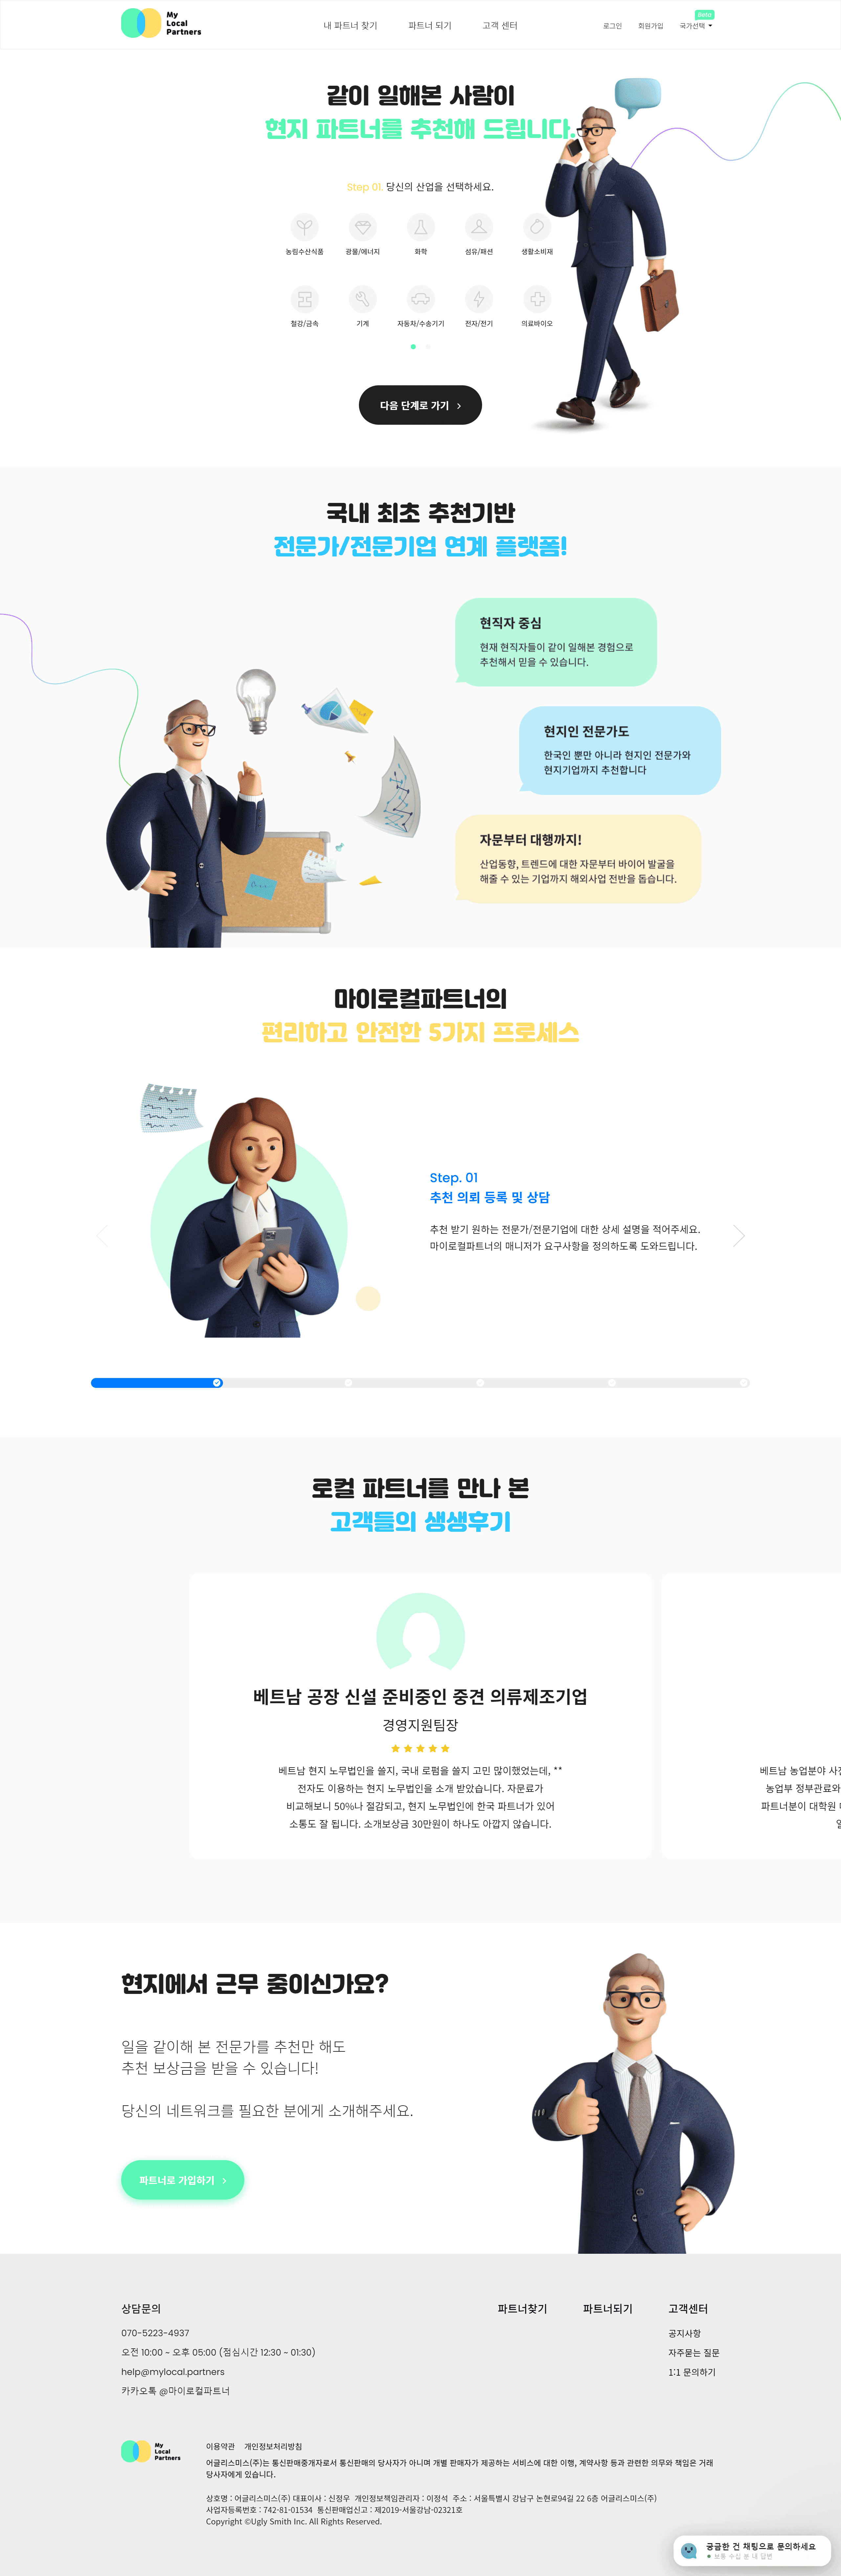 My
Local
Partners
내 파트너 찾기
파트너 되기
고객 센터
로그인
회원가입
국가선택
같이 일해본 사람이
현지 파트너를 추천해 드립니다.
Step 01. 당신의 산업을 선택하세요.
농림수산식품
광물/에너지
화학
섬유/패션
생활소비재
철강/금속
기계
자동차/수송기기
전자/전기
의료바이오
다음 단계로 가기
국내 최초 추천기반
전문가/전문기업 연계 플랫폼!
현직자 중심
현재 현직자들이 같이 일해본 경험으로
추천해서 믿을 수 있습니다.
현지인 전문가도
한국인 뿐만 아니라 현지인 전문가와
현지기업까지 추천합니다
자문부터 대행까지!
산업동향, 트렌드에 대한 자문부터 바이어 발굴을
해줄 수 있는 기업까지 해외사업 전반을 돕습니다.
마이로컬파트너의
편리하고 안전한 5가지 프로세스
Step. 01
추천 의뢰 등록 및 상담
추천 받기 원하는 전문가/전문기업에 대한 상세 설명을 적어주세요.
마이로컬파트너의 매니저가 요구사항을 정의하도록 도와드립니다.
로컬 파트너를 만나 본
고객들의 생생후기
베트남 공장 신설 준비중인 중견 의류제조기업
경영지원팀장
베트남 현지 노무법인을 쓸지, 국내 로펌을 쓸지 고민 많이했었는데, **
전자도 이용하는 현지 노무법인을 소개 받았습니다. 자문료가
비교해보니 50%나 절감되고, 현지 노무법인에 한국 파트너가 있어
소통도 잘 됩니다. 소개보상금 30만원이 하나도 아깝지 않습니다.
베트남 농업분야 사
농업부 정부관료와
파트너분이 대학원
현지에서 근무 중이신가요?
일을 같이해 본 전문가를 추천만 해도
추천 보상금을 받을 수 있습니다!
당신의 네트워크를 필요한 분에게 소개해주세요.
파트너로 가입하기
상담문의
070-5223-4937
오전 10:00 ~ 오후 05:00 (점심시간 12:30 ~ 01:30)
help@mylocal.partners
카카오톡 @마이로컬파트너
파트너찾기
파트너되기
고객센터
공지사항
자주묻는 질문
1:1 문의하기
My
Local
Partners
이용약관 개인정보처리방침
어글리스미스(주)는 통신판매중개자로서 통신판매의 당사자가 아니며 개별 판매자가 제공하는 서비스에 대한 이행, 계약사항 등과 관련한 의무와 책임은 거래
당사자에게 있습니다.
상호명 : 어글리스미스(주) 대표이사 : 신정우 개인정보책임관리자 : 이정석 주소 : 서울특별시 강남구 논현로94길 22 6층 어글리스미스(주)
사업자등록번호 : 742-81-01534 통신판매업신고 : 제2019-서울강남-02321호
Copyright ©Ugly Smith Inc. All Rights Reserved.
궁금한 건 채팅으로 문의하세요
보통 수십 분 내 답변